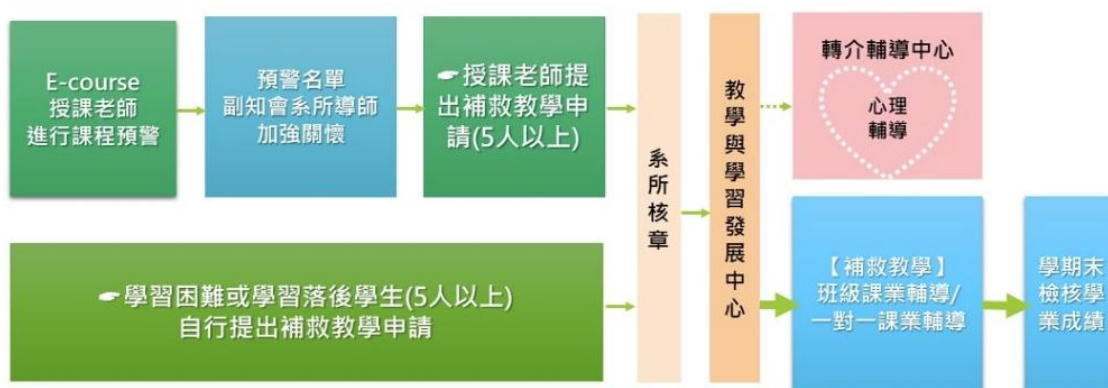 E-course
授課老師
進行課程預警
預警名單
副知會系所導師
加強關懷
☛授課老師提
出補救教學申
請(5人以上)
☛學習困難或學習落後學生(5人以上)
自行提出補救教學申請
系所核章
教學與學習發展中心
轉介輔導中心
心理
輔導
【補救教學】
班級課業輔導/
一對一課業輔導
學期末
檢核學
業成績